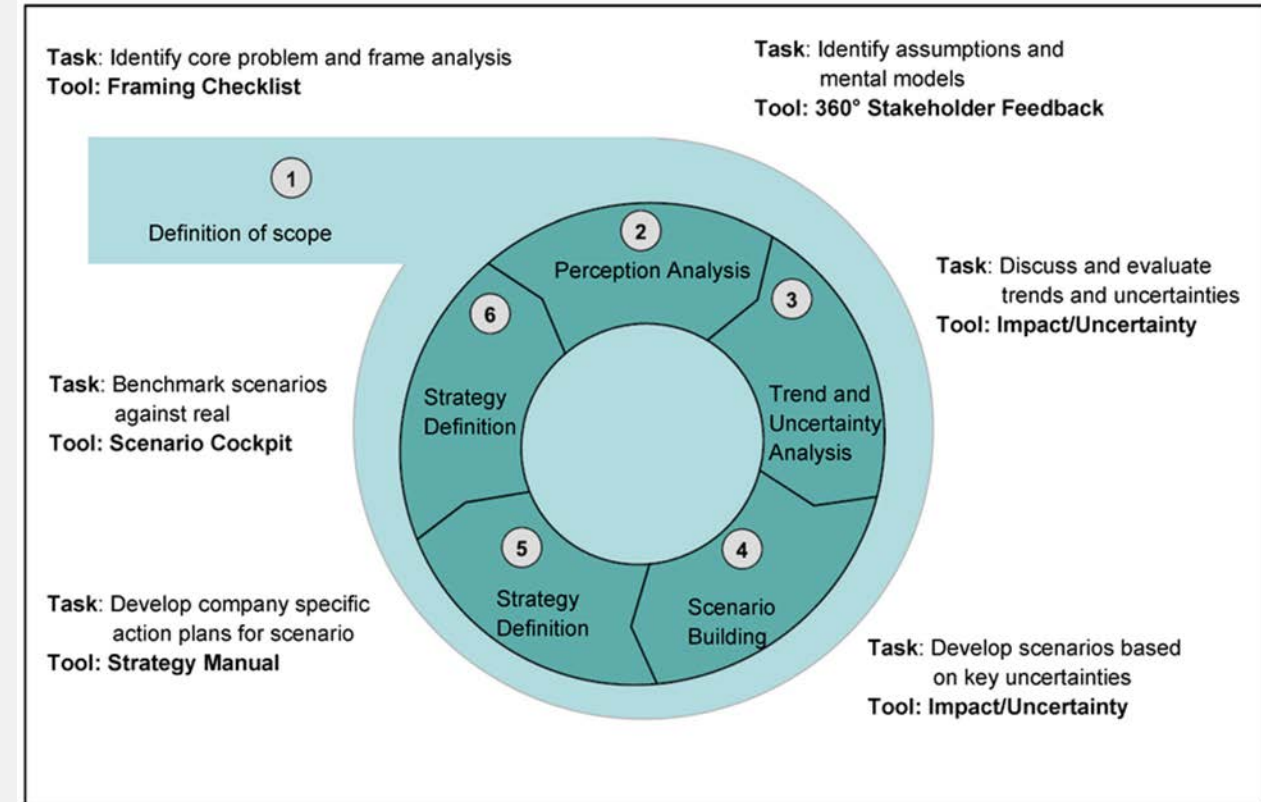 Task: Identify core problem and frame analysis
Tool: Framing Checklist
Task: Identify assumptions and
mental models
Tool: 360° Stakeholder Feedback
1
Definition of scope
2
Perception Analysis
3
Trend and
Uncertainty
Analysis
Task: Discuss and evaluate
trends and uncertainties
Tool: Impact/Uncertainty
4
Scenario
Building
Task: Develop scenarios based
on key uncertainties
Tool: Impact/Uncertainty
5
Strategy
Definition
Task: Develop company specific
action plans for scenario
Tool: Strategy Manual
6
Strategy
Definition
Task: Benchmark scenarios
against real
Tool: Scenario Cockpit